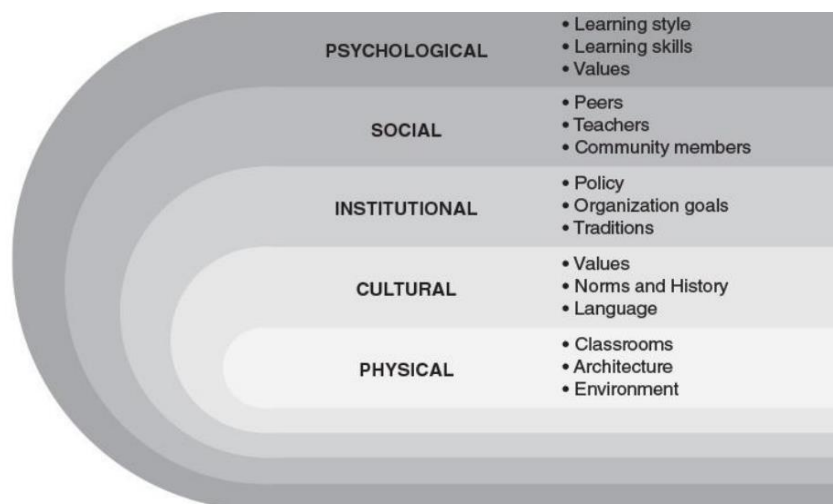 PSYCHOLOGICAL
• Learning style
• Learning skills
• Values
SOCIAL
• Peers
• Teachers
• Community members
INSTITUTIONAL
• Policy
• Organization goals
• Traditions
CULTURAL
• Values
• Norms and History
• Language
PHYSICAL
• Classrooms
• Architecture
• Environment